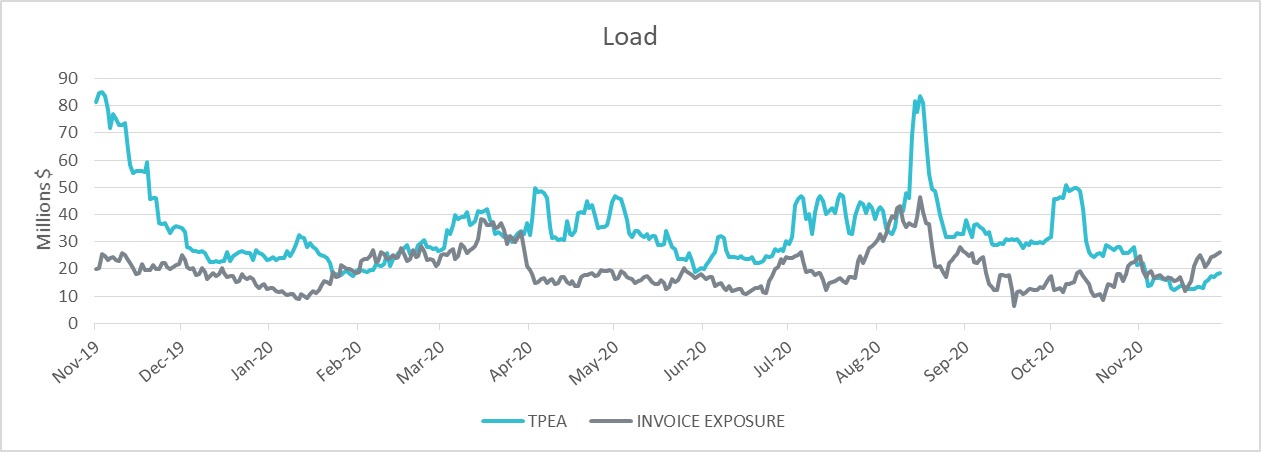 Load
Millions $
90
80
70
60
50
40
30
20
10
0
Nov-19
Dec-19
Jan-20
Feb-20
Mar-20
Apr-20
May-20
Jun-20
Jul-20
Aug-20
Sep-20
Oct-20
Nov-20
TPEA
INVOICE EXPOSURE